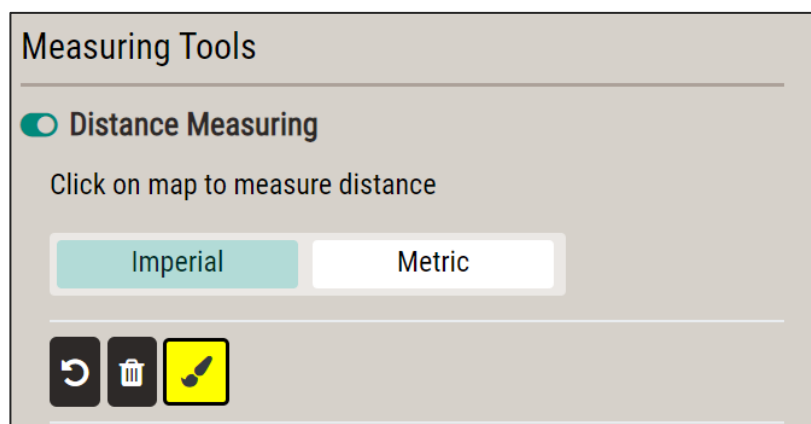 Measuring Tools
Distance Measuring
Click on map to measure distance
Imperial Metric